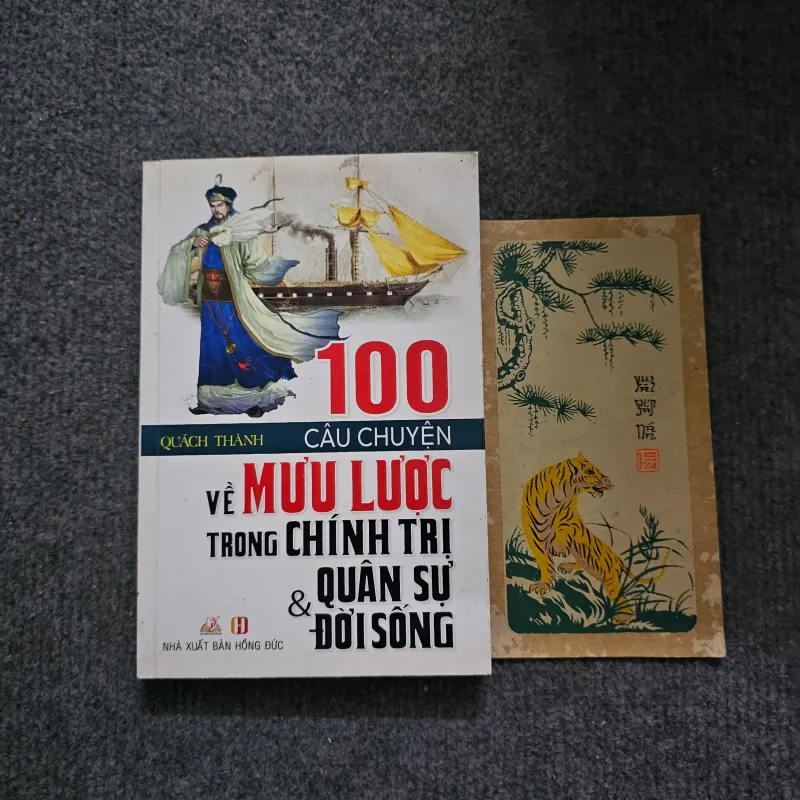 100
QUÁCH THÀNH
CÂU CHUYỆN
VỀ MƯU LƯỢC
TRONG CHÍNH TRỊ
QUÂN SỰ
& ĐỜI SỐNG
NHÀ XUẤT BẢN HỒNG ĐỨC
1974